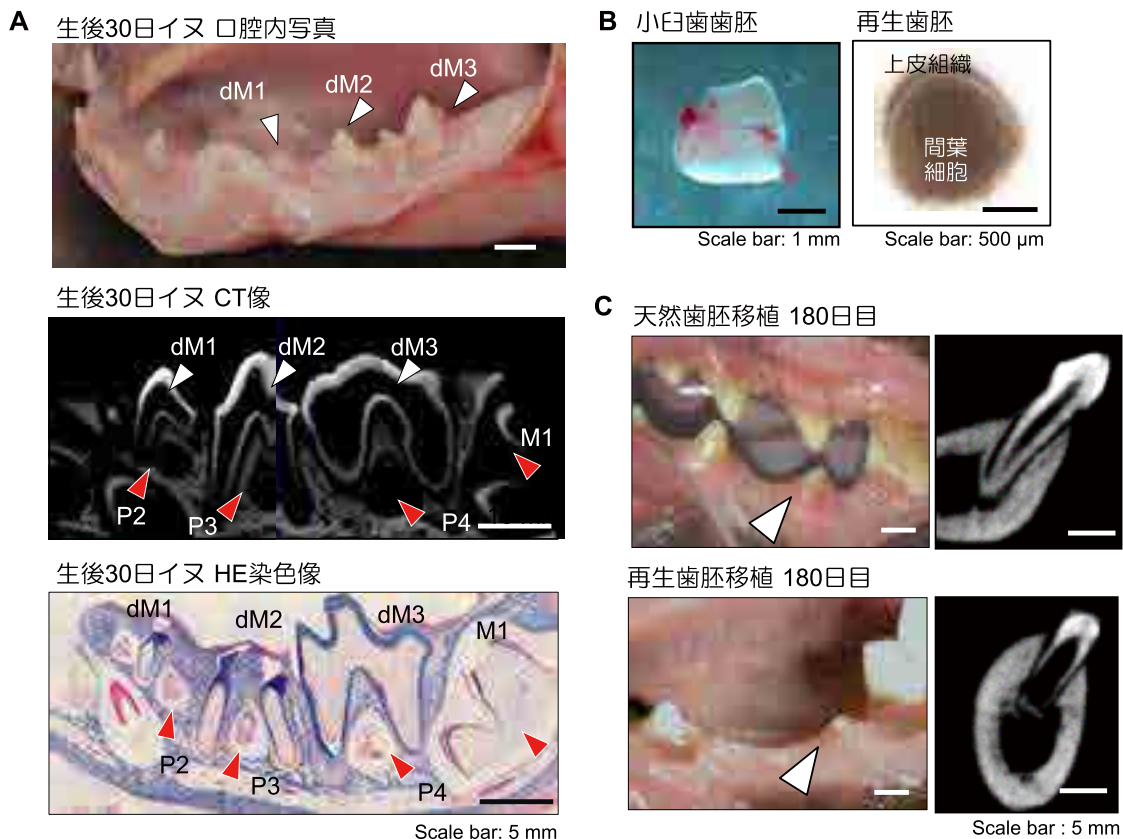 A
生後30日イヌ 口腔内写真
dM1
dM2
dM3
生後30日イヌ CT像
dM1
dM2
dM3
M1
P2
P3
P4
生後30日イヌ HE染色像
dM1
dM2
dM3
M1
P2
P3
P4
Scale bar: 5 mm
B
小臼歯歯胚
再生歯胚
上皮組織
間葉
細胞
Scale bar: 1 mm
Scale bar: 500 μm
C
天然歯胚移植 180日目
再生歯胚移植 180日目
Scale bar : 5 mm